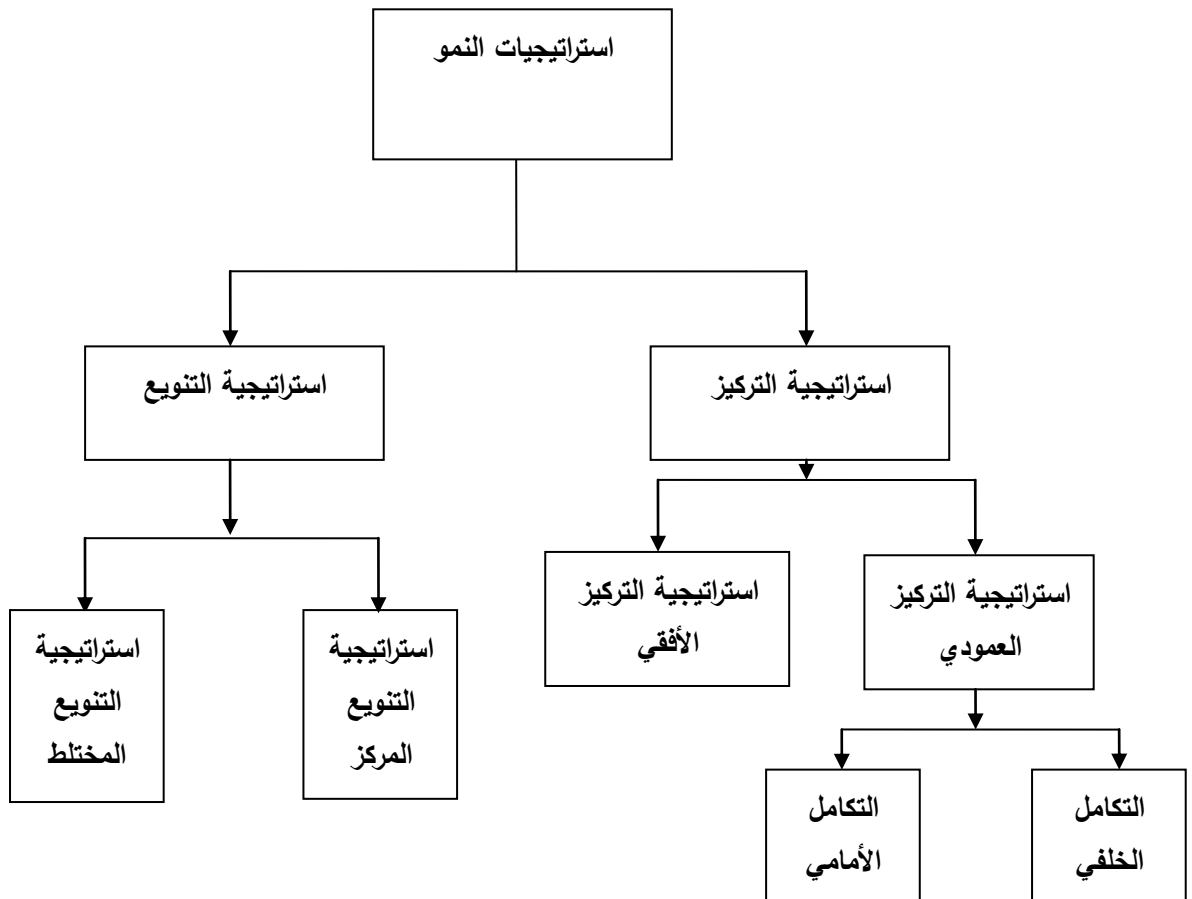 استراتيجيات النمو
استراتيجية التركيز
استراتيجية التنويع
استراتيجية التركيز
العمودي
استراتيجية التركيز
الأفقي
استراتيجية
التنويع
المركز
استراتيجية
التنويع
المختلط
التكامل
الخلفي
التكامل
الأمامي